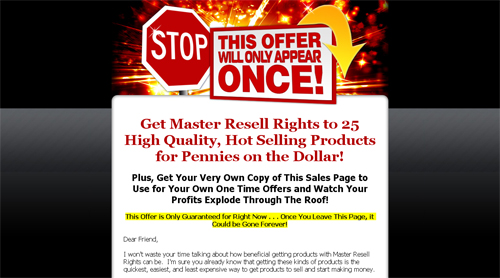 STOP
THIS OFFER
WILL ONLY APPEAR
ONCE!
Get Master Resell Rights to 25
High Quality, Hot Selling Products
for Pennies on the Dollar!
Plus, Get Your Very Own Copy of This Sales Page to
Use for Your Own One Time Offers and Watch Your
Profits Explode Through The Roof!
This Offer is Only Guaranteed for Right Now . . . Once You Leave This Page, it
Could be Gone Forever!
Dear Friend,
I won't waste your time talking about how beneficial getting products with Master Resell
Rights can be.  I'm sure you already know that getting these kinds of products is the
quickest, easiest, and least expensive way to get products to sell and start making money.